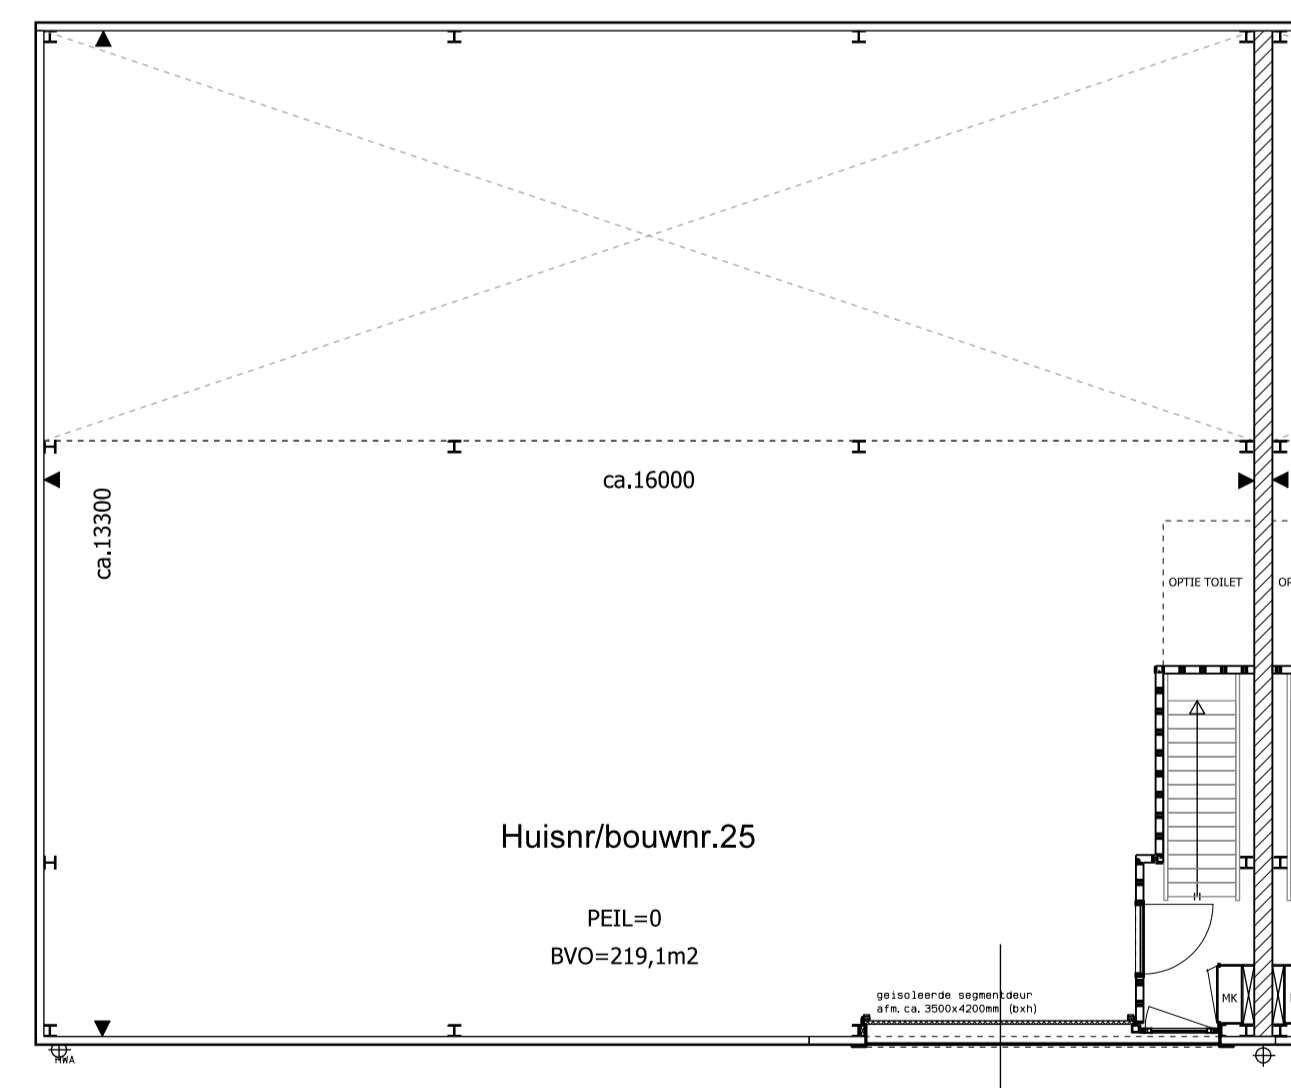 ca.16000
ca.13300
OPTIE TOILET
OP
Huisnr/bouwnr.25
PEIL=0
BVO=219,1m2
geisoleerde segmentdeur
afm. ca. 3500x4200mm (bxh)
MK
HWA